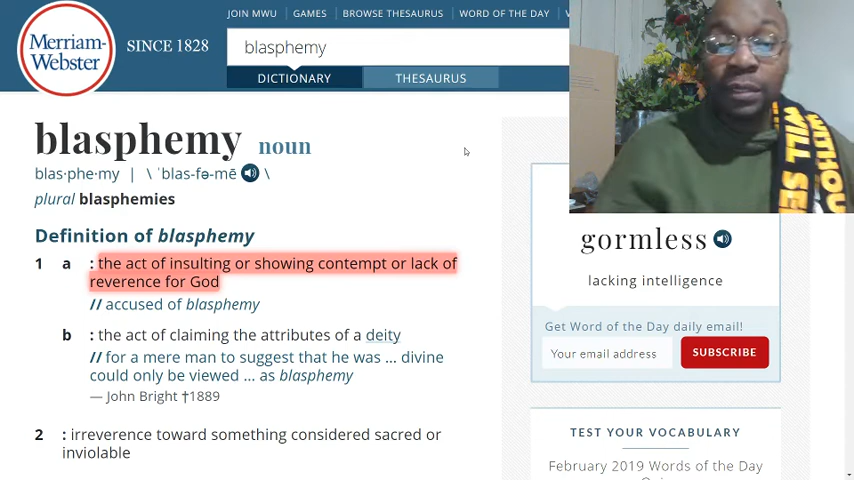 JOIN MWU | GAMES | BROWSE THESAURUS | WORD OF THE DAY |
Merriam-
Webster
SINCE 1828
blasphemy
DICTIONARY
THESAURUS
blasphemy noun
blas·phe·my | \ ˈblas-fə-mē \
plural blasphemies
Definition of blasphemy
1 a : the act of insulting or showing contempt or lack of
reverence for God
// accused of blasphemy
b : the act of claiming the attributes of a deity
// for a mere man to suggest that he was ... divine
could only be viewed ... as blasphemy
— John Bright †1889
2 : irreverence toward something considered sacred or
inviolable
WITHOU
WILL SE
gormless
lacking intelligence
Get Word of the Day daily email!
Your email address
SUBSCRIBE
TEST YOUR VOCABULARY
February 2019 Words of the Day